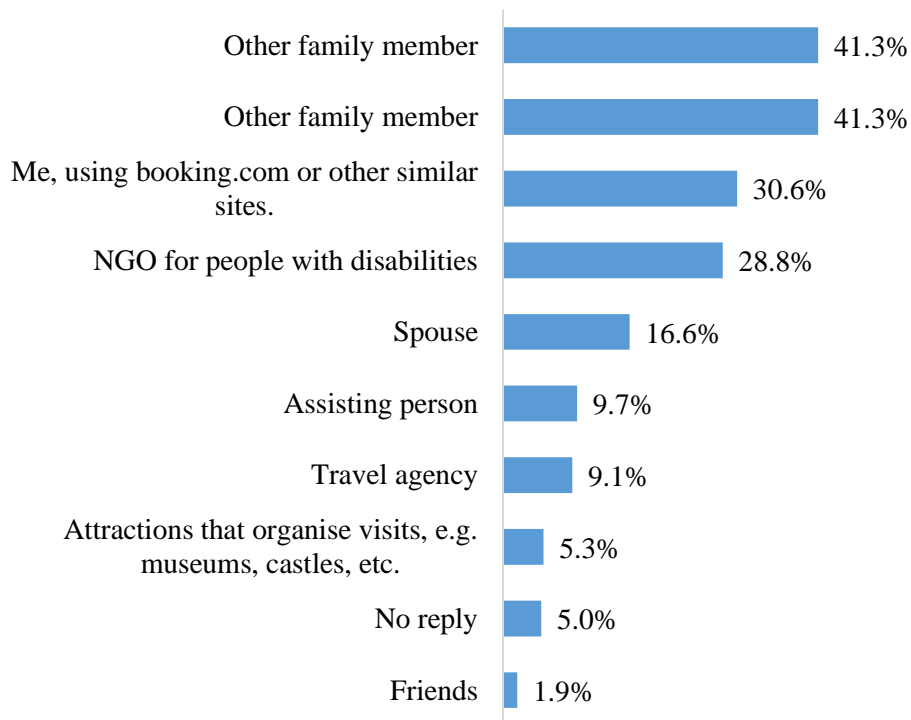 Other family member 41.3%
Other family member 41.3%
Me, using booking.com or other similar
sites. 30.6%
NGO for people with disabilities 28.8%
Spouse 16.6%
Assisting person 9.7%
Travel agency 9.1%
Attractions that organise visits, e.g.
museums, castles, etc. 5.3%
No reply 5.0%
Friends 1.9%